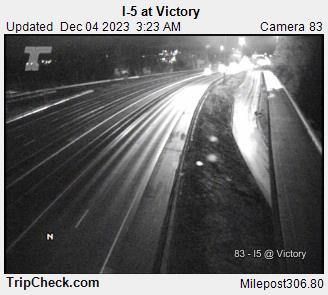 I-5 at Victory
Updated Dec 04 2023 3:23 AM Camera 83
T
N
83 - I5 @ Victory
TripCheck.com Milepost306.80